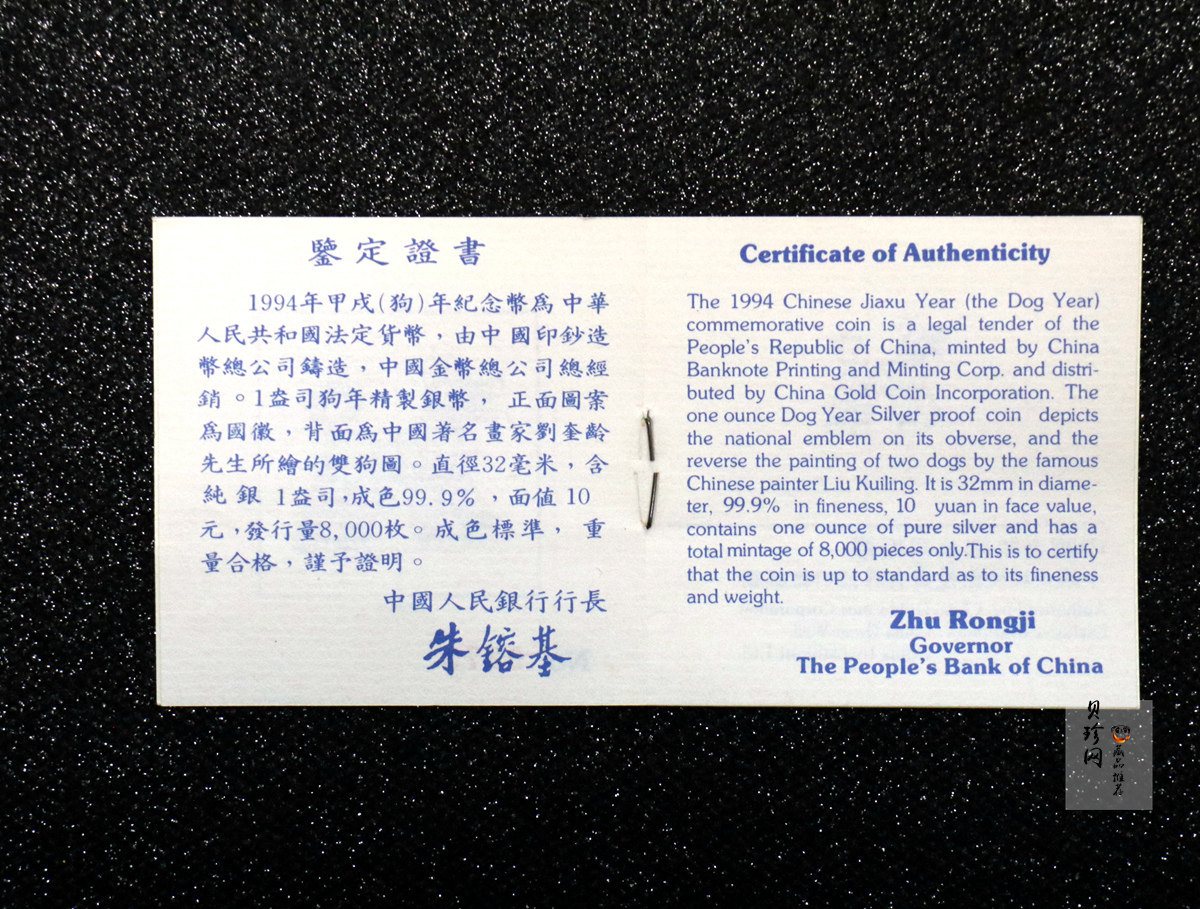 鑒定證書
1994年甲戌(狗)年紀念幣爲中華
人民共和國法定貨幣，由中國印鈔造
幣總公司鑄造，中國金幣總公司總經
銷。1盎司狗年精製銀幣， 正面圖案
爲國徽，背面爲中國著名畫家劉奎齡
先生所繪的雙狗圖。直徑32毫米，含
純銀 1盎司,成色99.9%，面值 10
元,發行量8,000枚。成色標準， 重
量合格，謹予證明。
中國人民銀行行長
朱鎔基
Certificate of Authenticity
The 1994 Chinese Jiaxu Year (the Dog Year)
commemorative coin is a legal tender of the
People's Republic of China, minted by China
Banknote Printing and Minting Corp. and distri-
buted by China Gold Coin Incorporation. The
one ounce Dog Year Silver proof coin depicts
the national emblem on its obverse, and the
reverse the painting of two dogs by the famous
Chinese painter Liu Kuiling. It is 32mm in diame-
ter, 99.9% in fineness, 10 yuan in face value,
contains one ounce of pure silver and has a
total mintage of 8,000 pieces only.This is to certify
that the coin is up to standard as to its fineness
and weight.
Zhu Rongji
Governor
The People's Bank of China
贝珍网
藏品推荐